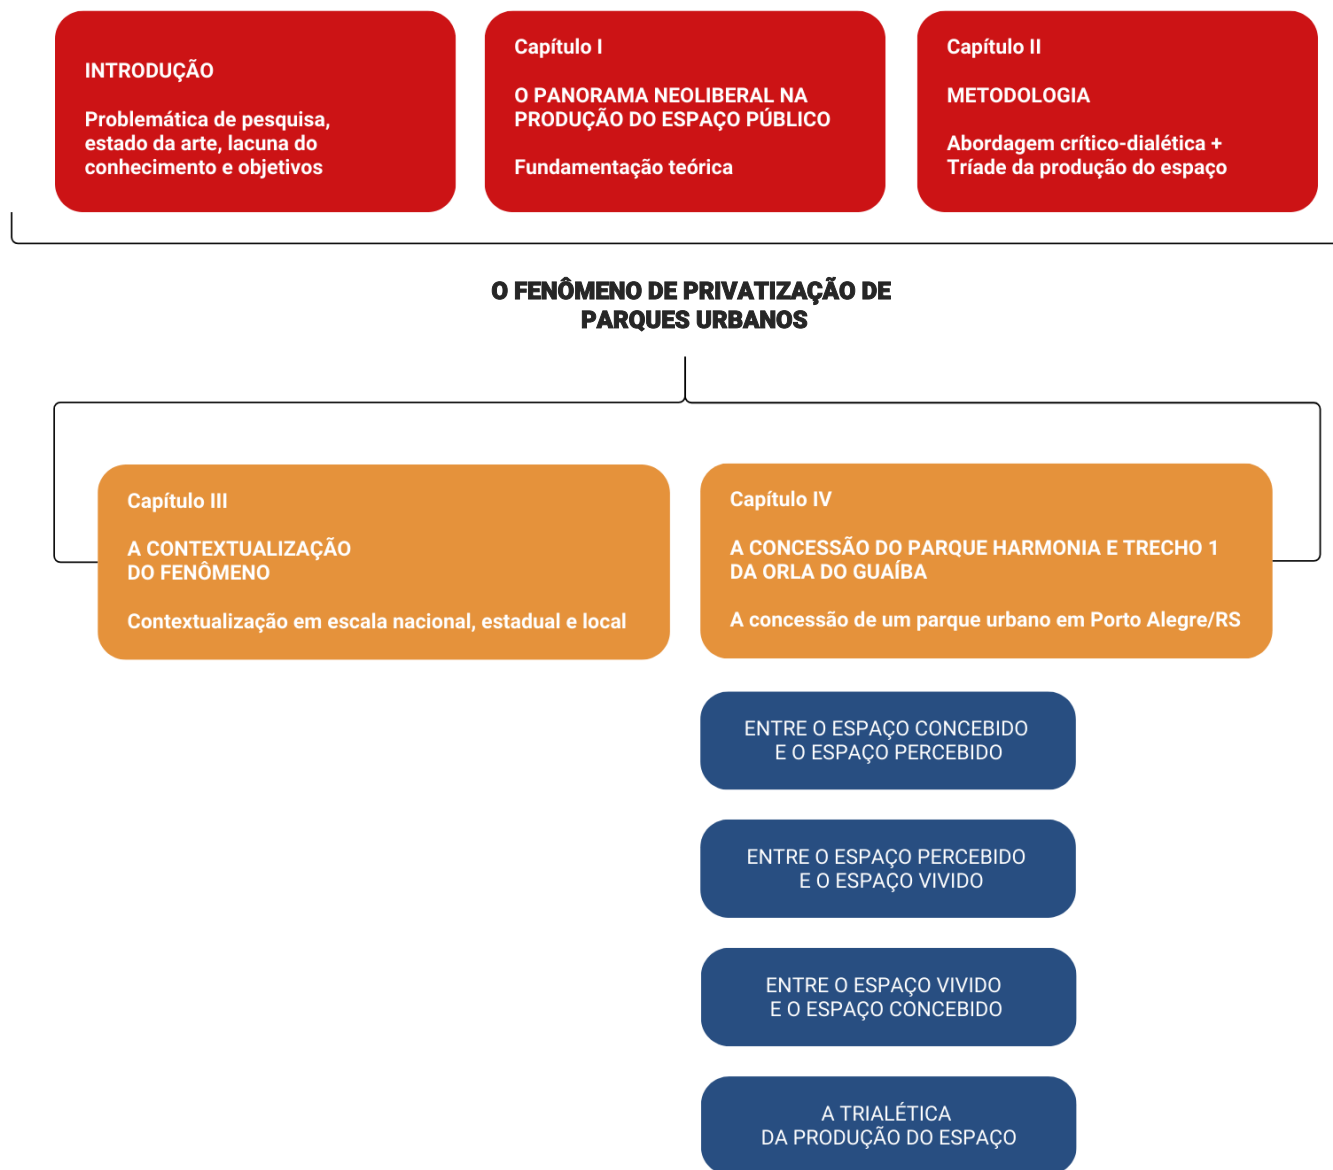 INTRODUÇÃO
Problemática de pesquisa,
estado da arte, lacuna do
conhecimento e objetivos
Capítulo I
O PANORAMA NEOLIBERAL NA
PRODUÇÃO DO ESPAÇO PÚBLICO
Fundamentação teórica
Capítulo II
METODOLOGIA
Abordagem crítico-dialética +
Tríade da produção do espaço
O FENÔMENO DE PRIVATIZAÇÃO DE
PARQUES URBANOS
Capítulo III
A CONTEXTUALIZAÇÃO
DO FENÔMENO
Contextualização em escala nacional, estadual e local
Capítulo IV
A CONCESSÃO DO PARQUE HARMONIA E TRECHO 1
DA ORLA DO GUAÍBA
A concessão de um parque urbano em Porto Alegre/RS
ENTRE O ESPAÇO CONCEBIDO
E O ESPAÇO PERCEBIDO
ENTRE O ESPAÇO PERCEBIDO
E O ESPAÇO VIVIDO
ENTRE O ESPAÇO VIVIDO
E O ESPAÇO CONCEBIDO
A TRIALÉTICA
DA PRODUÇÃO DO ESPAÇO